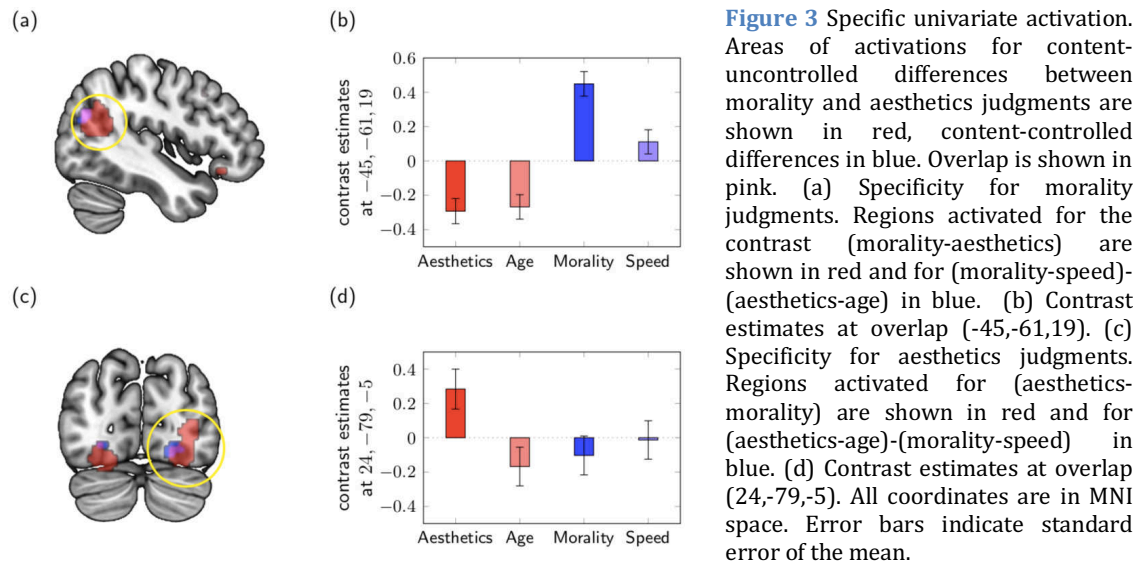 (a)
(b)
0.6
0.4
0.2
0
−0.2
−0.4
contrast estimates
at −45, −61, 19
Aesthetics Age Morality Speed
(c)
(d)
0.4
0.2
0
−0.2
−0.4
contrast estimates
at 24, −79, −5
Aesthetics Age Morality Speed
Figure 3 Specific univariate activation.
Areas of activations for content-
uncontrolled differences between
morality and aesthetics judgments are
shown in red, content-controlled
differences in blue. Overlap is shown in
pink. (a) Specificity for morality
judgments. Regions activated for the
contrast (morality-aesthetics) are
shown in red and for (morality-speed)-
(aesthetics-age) in blue. (b) Contrast
estimates at overlap (-45,-61,19). (c)
Specificity for aesthetics judgments.
Regions activated for (aesthetics-
morality) are shown in red and for
(aesthetics-age)-(morality-speed) in
blue. (d) Contrast estimates at overlap
(24,-79,-5). All coordinates are in MNI
space. Error bars indicate standard
error of the mean.